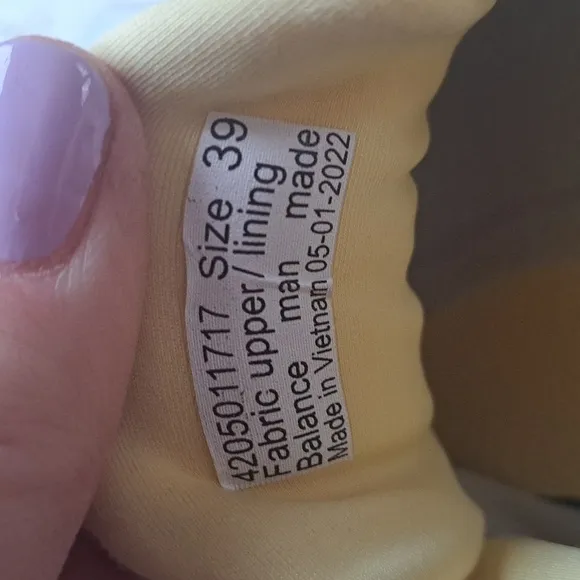 4205011717 Size 39
Fabric upper/lining
Balance man made
Made in Vietnam 05-01-2022